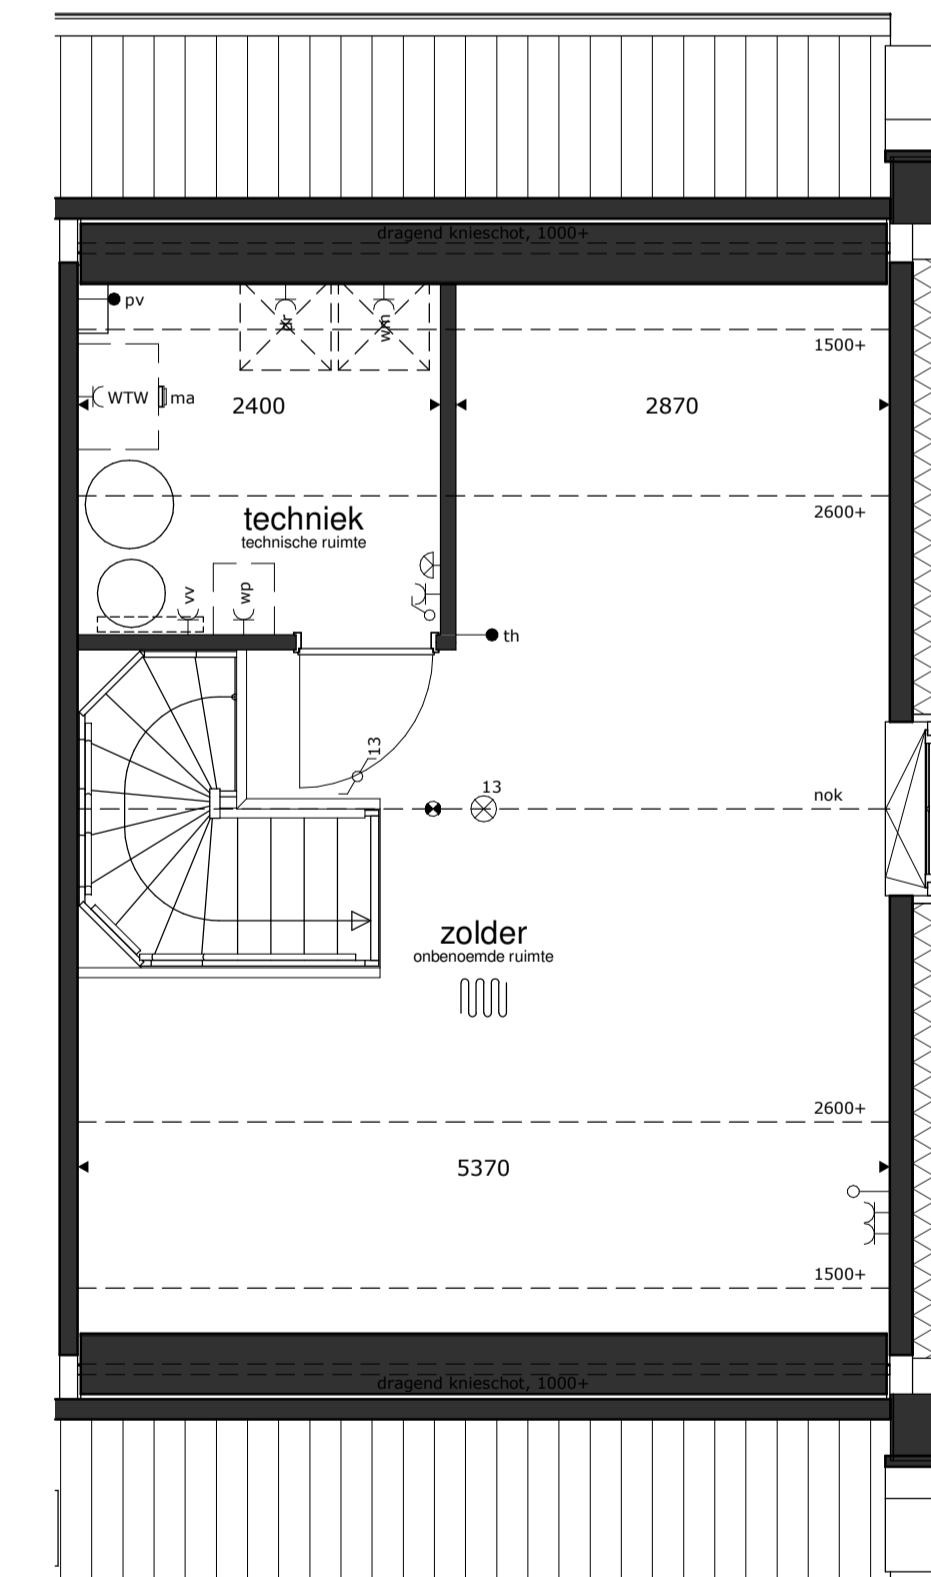 dragend knieschot, 1000+
pv
dr
wm
1500+
WTW
ma
2400
2870
2600+
techniek
technische ruimte
vv
wp
th
13
13
nok
zolder
onbenoemde ruimte
2600+
5370
1500+
dragend knieschot, 1000+